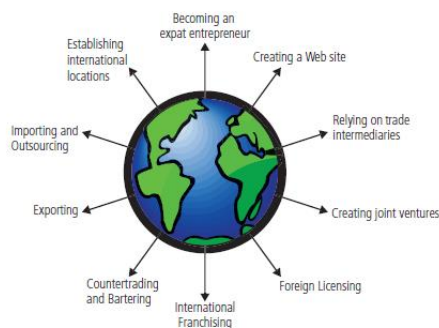 Becoming an
expat entrepreneur
Creating a Web site
Relying on trade
intermediaries
Creating joint ventures
Foreign Licensing
International
Franchising
Countertrading
and Bartering
Exporting
Importing and
Outsourcing
Establishing
international
locations